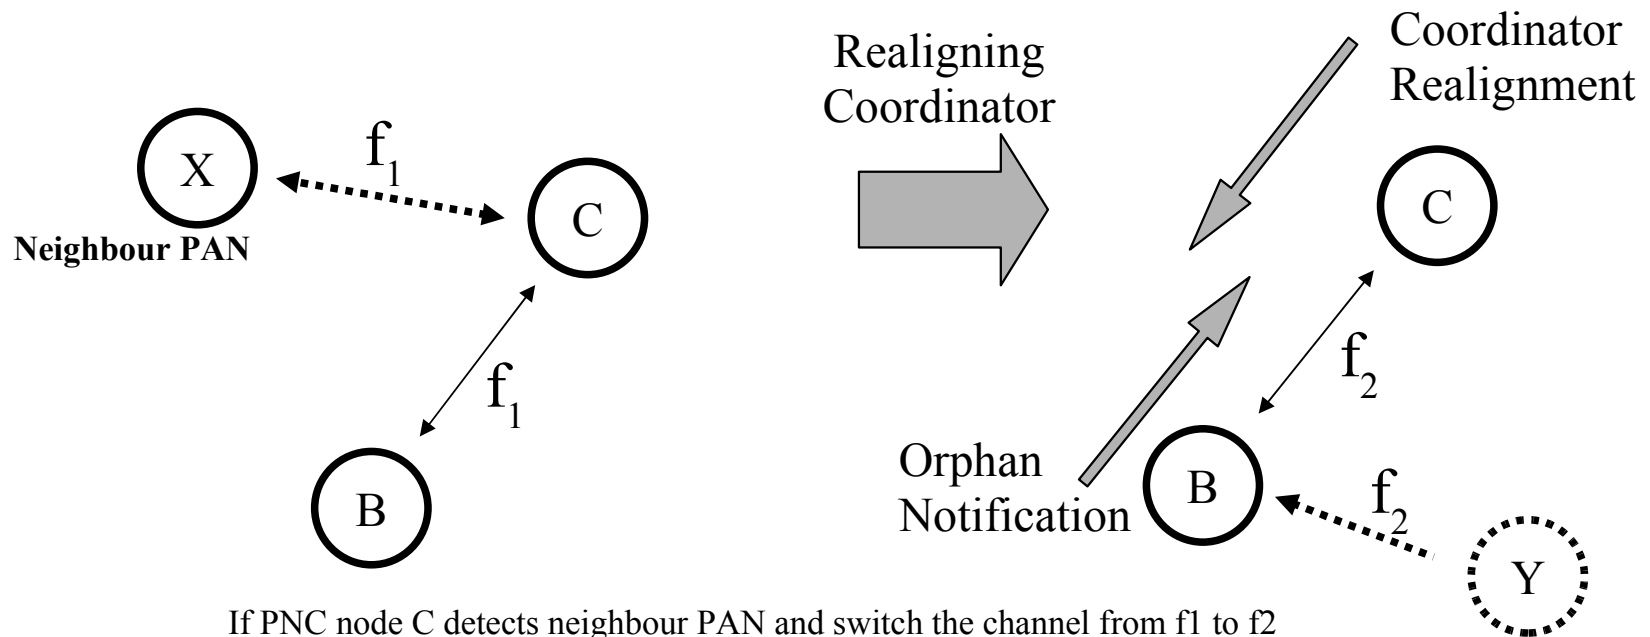 X
f1
C
Neighbour PAN
f1
B
Realigning
Coordinator
Coordinator
Realignment
C
f2
Orphan
Notification
B
f2
Y
If PNC node C detects neighbour PAN and switch the channel from f1 to f2